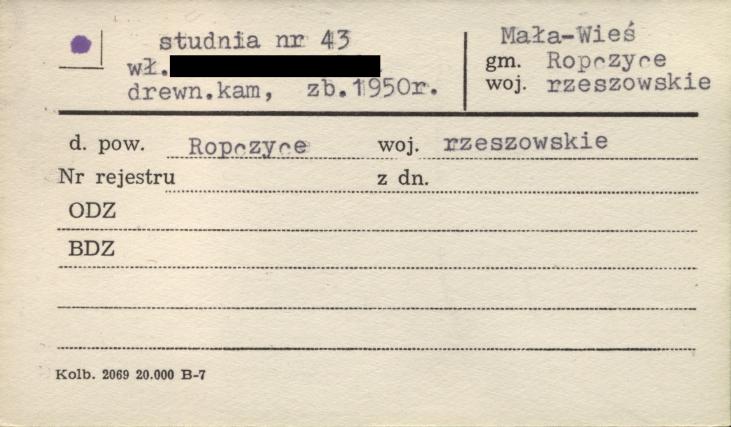 studnia nr 43
wł.
drewn.kam, zb.1950r.
Mała-Wieś
gm. Ropczyce
woj. rzeszowskie
d. pow. Ropczyce woj. rzeszowskie
Nr rejestru z dn.
ODZ
BDZ
Kolb. 2069 20.000 B-7